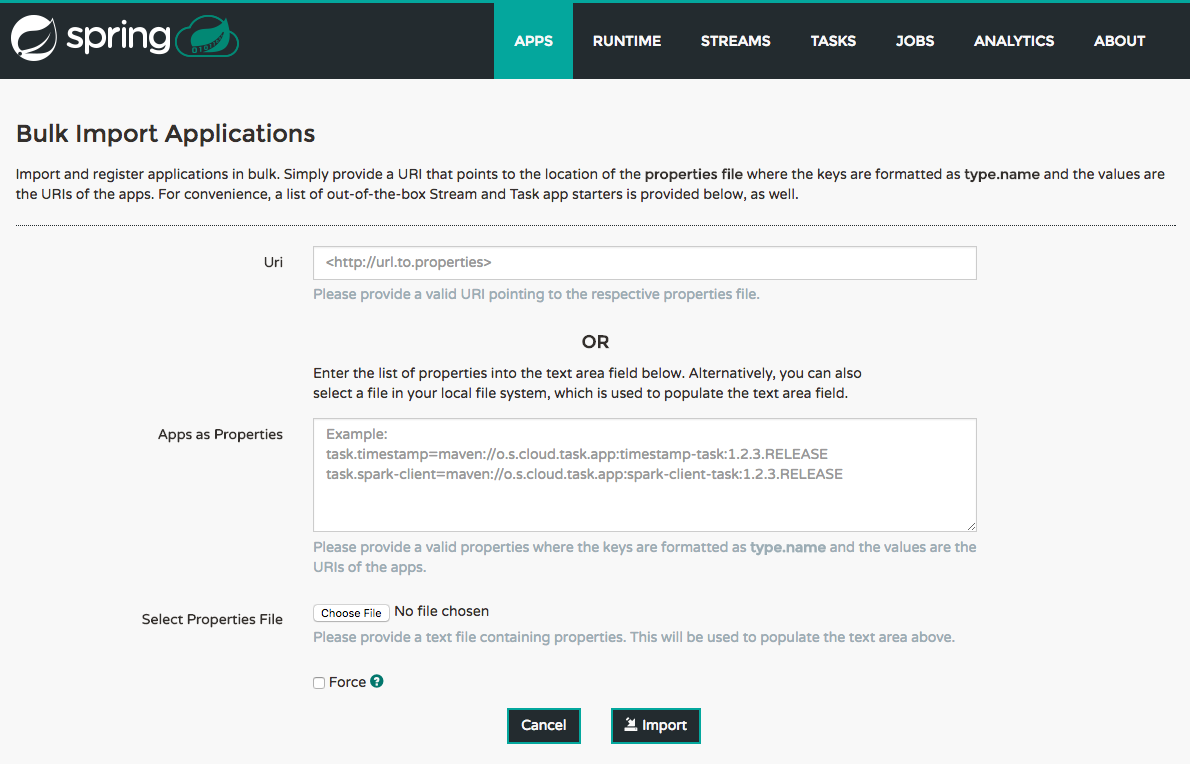 spring
APPS RUNTIME STREAMS TASKS JOBS ANALYTICS ABOUT
Bulk Import Applications
Import and register applications in bulk. Simply provide a URI that points to the location of the properties file where the keys are formatted as type.name and the values are
the URIs of the apps. For convenience, a list of out-of-the-box Stream and Task app starters is provided below, as well.
Uri
<http://url.to.properties>
Please provide a valid URI pointing to the respective properties file.
OR
Enter the list of properties into the text area field below. Alternatively, you can also
select a file in your local file system, which is used to populate the text area field.
Apps as Properties
Example:
task.timestamp=maven://o.s.cloud.task.app:timestamp-task:1.2.3.RELEASE
task.spark-client=maven://o.s.cloud.task.app:spark-client-task:1.2.3.RELEASE
Please provide a valid properties where the keys are formatted as type.name and the values are the
URIs of the apps.
Select Properties File
Choose File No file chosen
Please provide a text file containing properties. This will be used to populate the text area above.
Force ?
Cancel Import